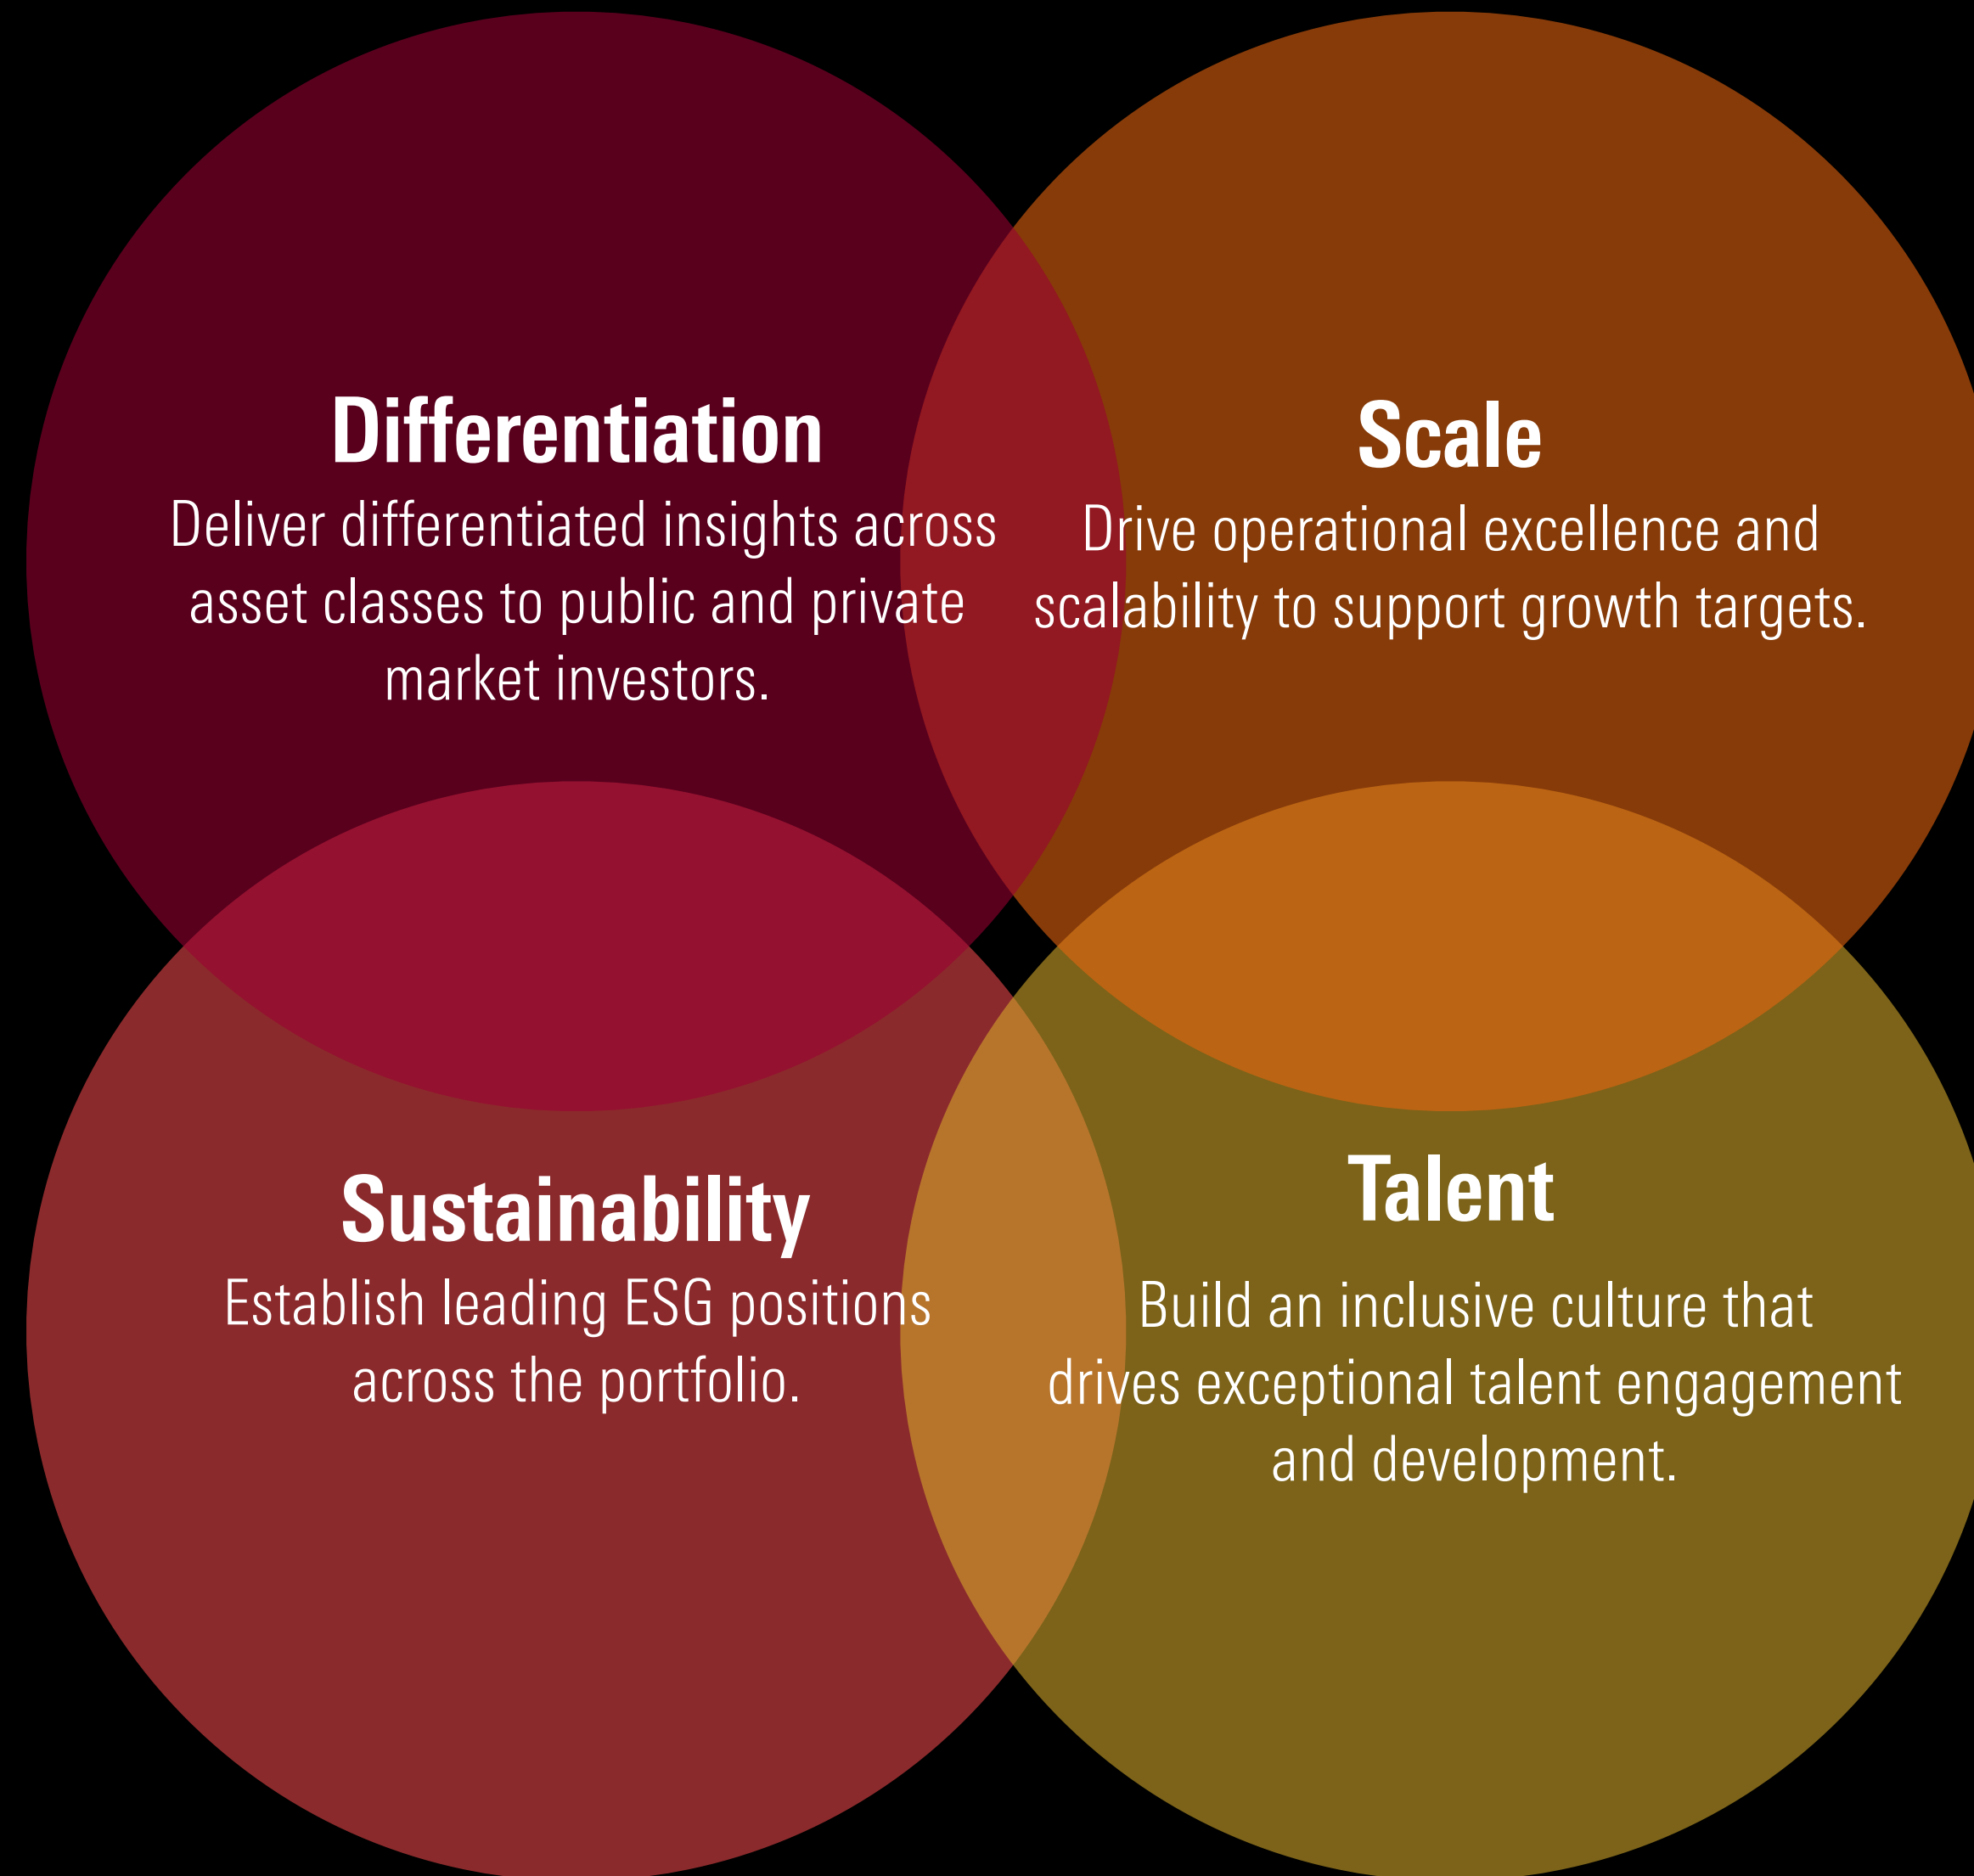 Differentiation
Deliver differentiated insights across
asset classes to public and private
market investors.
Scale
Drive operational excellence and
scalability to support growth targets.
Sustainability
Establish leading ESG positions
across the portfolio.
Talent
Build an inclusive culture that
drives exceptional talent engagement
and development.